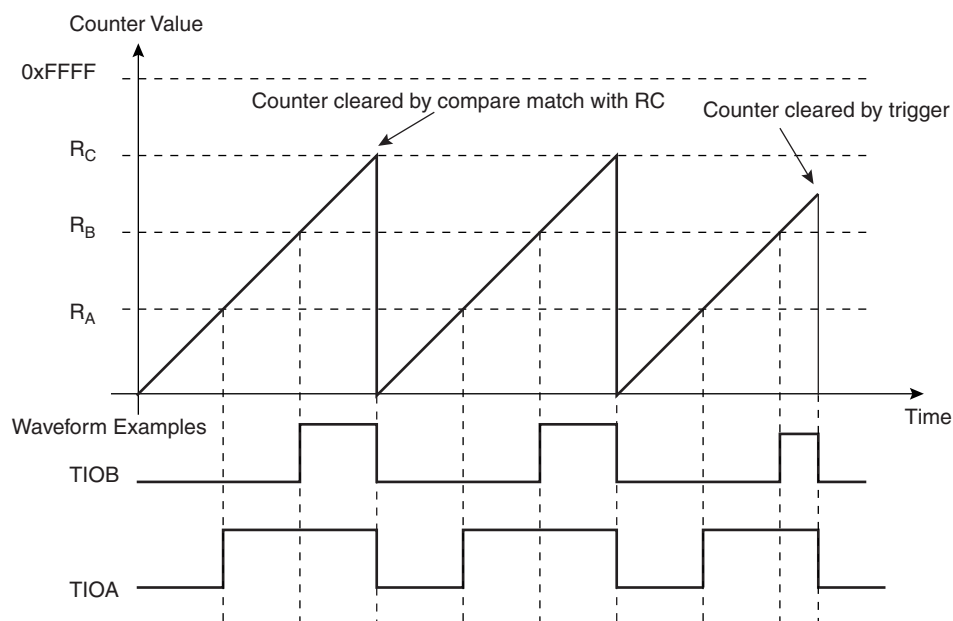 Counter Value
0xFFFF
Counter cleared by compare match with RC
Counter cleared by trigger
RC
RB
RA
Time
Waveform Examples
TIOB
TIOA